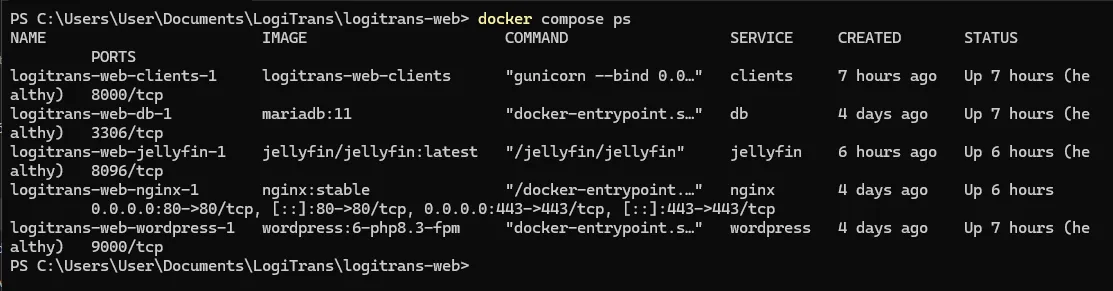 PS C:\Users\User\Documents\LogiTrans\logitrans-web> docker compose ps
NAME                     IMAGE                      COMMAND                  SERVICE     CREATED       STATUS
        PORTS
logitrans-web-clients-1     logitrans-web-clients      "gunicorn --bind 0.0…"   clients     7 hours ago   Up 7 hours (he
althy)   8000/tcp
logitrans-web-db-1          mariadb:11                 "docker-entrypoint.s…"   db          4 days ago    Up 7 hours (he
althy)   3306/tcp
logitrans-web-jellyfin-1    jellyfin/jellyfin:latest   "/jellyfin/jellyfin"     jellyfin    6 hours ago   Up 6 hours (he
althy)   8096/tcp
logitrans-web-nginx-1       nginx:stable               "/docker-entrypoint.…"   nginx       4 days ago    Up 6 hours
        0.0.0.0:80->80/tcp, [::]:80->80/tcp, 0.0.0.0:443->443/tcp, [::]:443->443/tcp
logitrans-web-wordpress-1   wordpress:6-php8.3-fpm     "docker-entrypoint.s…"   wordpress   4 days ago    Up 7 hours (he
althy)   9000/tcp
PS C:\Users\User\Documents\LogiTrans\logitrans-web>